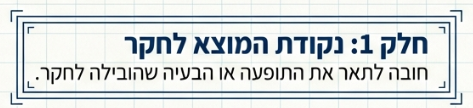 חלק 1: נקודת המוצא לחקר
חובה לתאר את התופעה או הבעיה שהובילה לחקר.